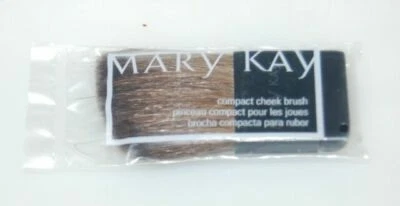 MARY KAY
compact cheek brush
pinceau compact pour les joues
brocha compacta para rubor